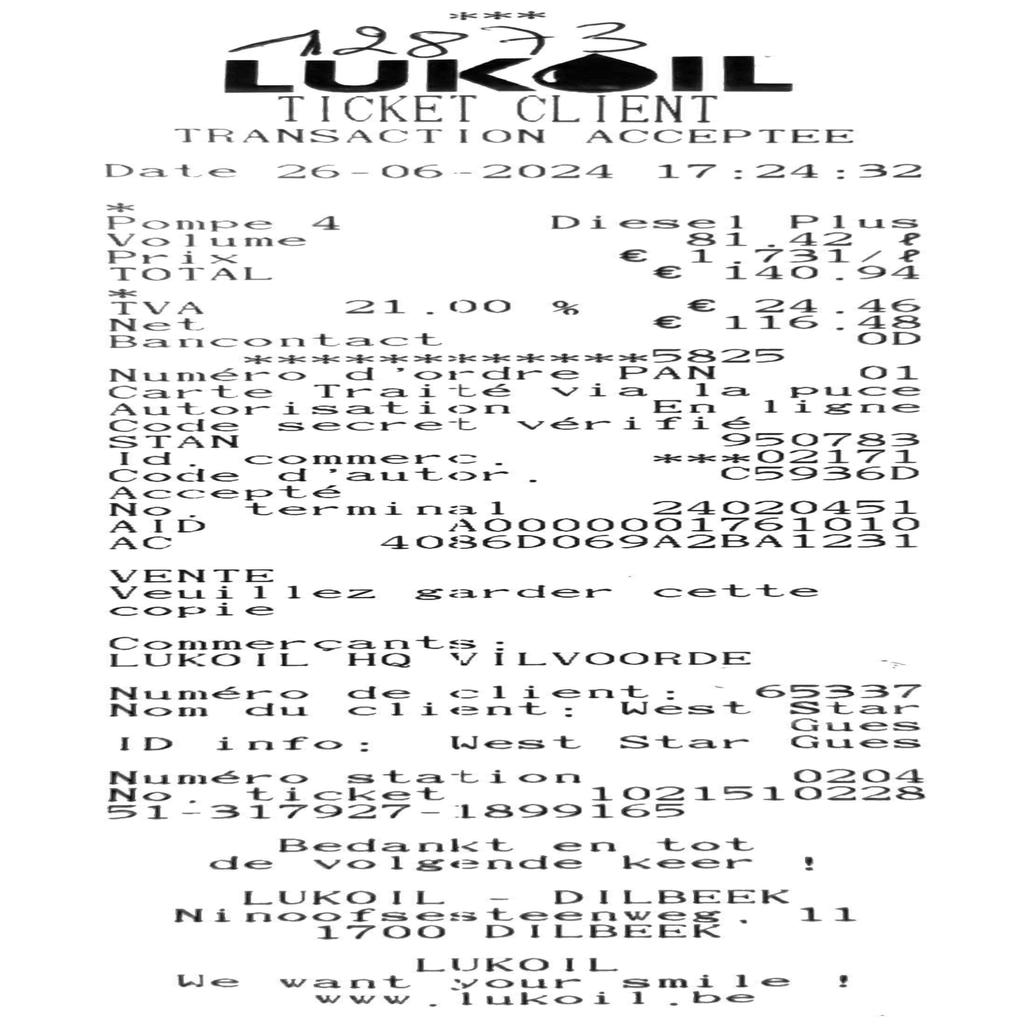 ***
12873
LUKOIL
TICKET CLIENT
TRANSACTION ACCEPTEE
Date 26-06-2024 17:24:32
*
Pompe 4 Diesel Plus
Volume 81.42 ℓ
Prix € 1.731/ℓ
TOTAL € 140.94
*
TVA 21.00 % € 24.46
Net € 116.48
Bancontact OD
************5825
Numéro d'ordre PAN 01
Carte Traité via la puce
Autorisation En ligne
Code secret vérifié
STAN 950783
Id. commerc. ***02171
Code d'autor. C5936D
Accepté
No. terminal 24020451
AID A0000001761010
AC 4086D069A2BA1231
VENTE
Veuillez garder cette
copie
Commerçants:
LUKOIL HQ VILVOORDE
Numéro de client: 65337
Nom du client: West Star
Gues
ID info: West Star Gues
Numéro station 0204
No. ticket 1021510228
51-317927-1899165
Bedankt en tot
de volgende keer !
LUKOIL - DILBEEK
Ninoofsesteenweg. 11
1700 DILBEEK
LUKOIL
We want your smile !
www.lukoil.be